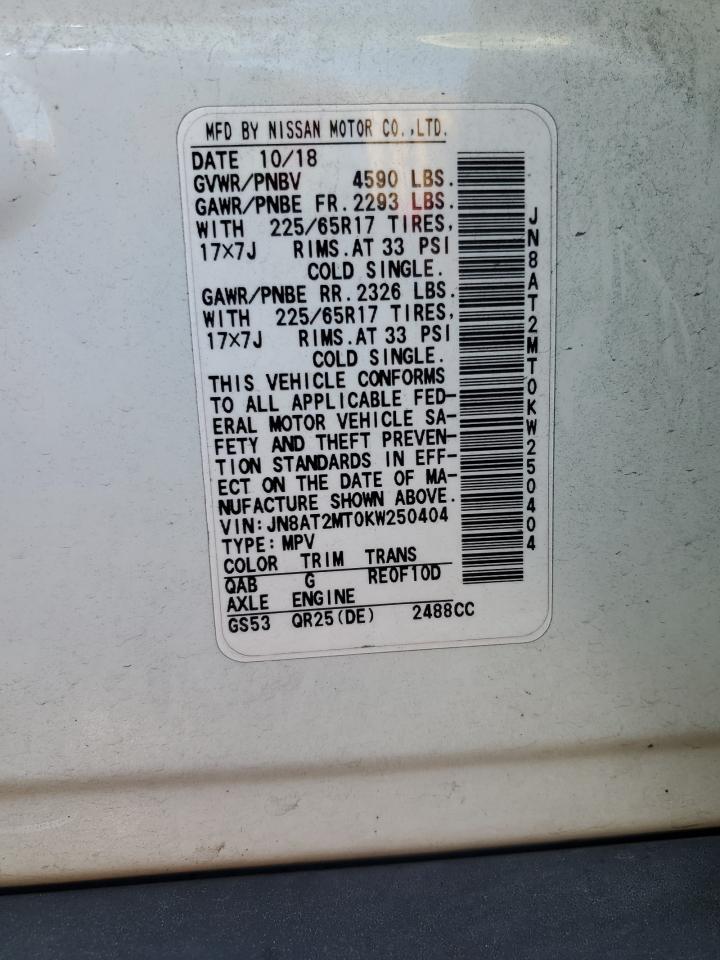 MFD BY NISSAN MOTOR CO.,LTD.
DATE 10/18
GVWR/PNBV 4590 LBS.
GAWR/PNBE FR.2293 LBS.
WITH 225/65R17 TIRES,
17×7J RIMS.AT 33 PSI
COLD SINGLE.
GAWR/PNBE RR.2326 LBS.
WITH 225/65R17 TIRES,
17×7J RIMS.AT 33 PSI
COLD SINGLE.
THIS VEHICLE CONFORMS
TO ALL APPLICABLE FED-
ERAL MOTOR VEHICLE SA-
FETY AND THEFT PREVEN-
TION STANDARDS IN EFF-
ECT ON THE DATE OF MA-
NUFACTURE SHOWN ABOVE.
VIN:JN8AT2MT0KW250404
TYPE:MPV
COLOR TRIM TRANS
QAB G RE0F10D
AXLE ENGINE
GS53 QR25(DE) 2488CC
JN8AT2MT0KW250404